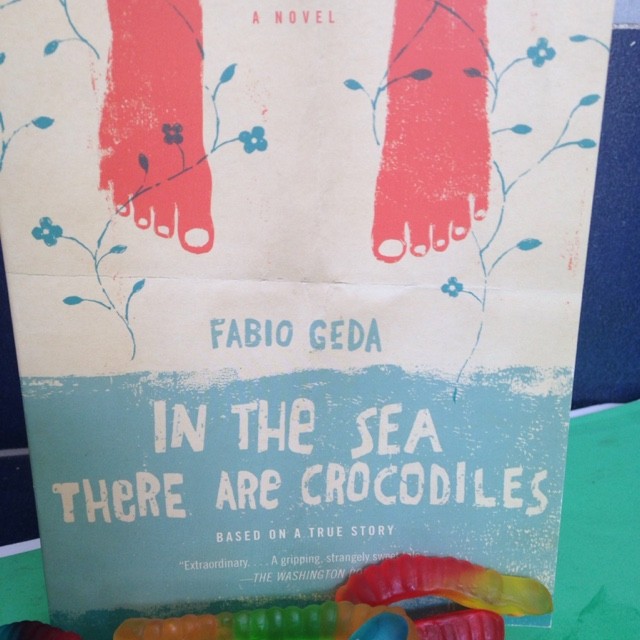 A NOVEL
FABIO GEDA
IN THE SEA
THERE ARE CROCODILES
BASED ON A TRUE STORY
"Extraordinary. . . . A gripping, strangely
—THE WASHINGTON